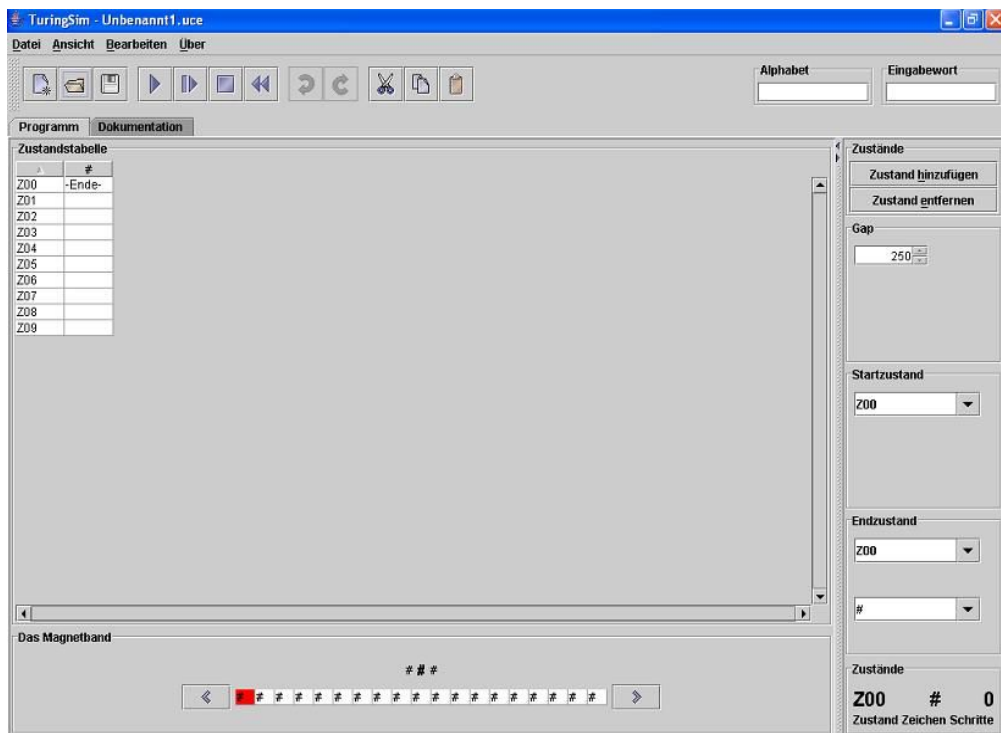 TuringSim - Unbenannt1.uce
Datei Ansicht Bearbeiten Über
Alphabet Eingabewort
Programm Dokumentation
Zustandstabelle
#
Z00 -Ende-
Z01
Z02
Z03
Z04
Z05
Z06
Z07
Z08
Z09
Zustände
Zustand hinzufügen
Zustand entfernen
Gap
250
Startzustand
Z00
Endzustand
Z00
#
Das Magnetband
# # #
# # # # # # # # # # # # # # # # # # #
Zustände
Z00 # 0
Zustand Zeichen Schritte